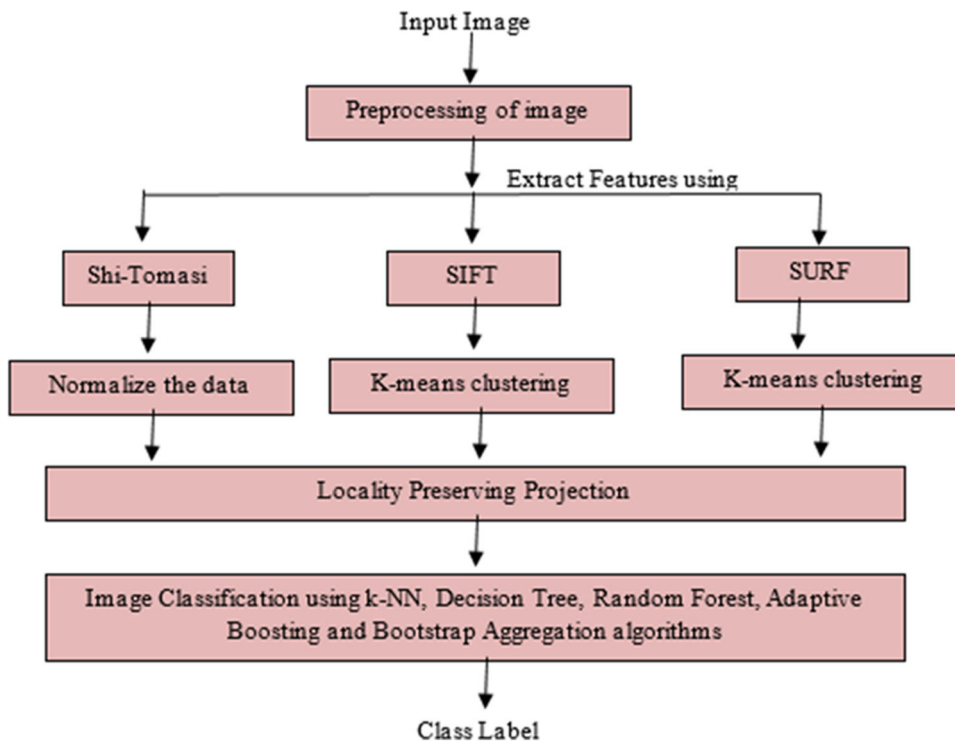 Input Image
Preprocessing of image
Extract Features using
Shi-Tomasi
SIFT
SURF
Normalize the data
K-means clustering
K-means clustering
Locality Preserving Projection
Image Classification using k-NN, Decision Tree, Random Forest, Adaptive
Boosting and Bootstrap Aggregation algorithms
Class Label